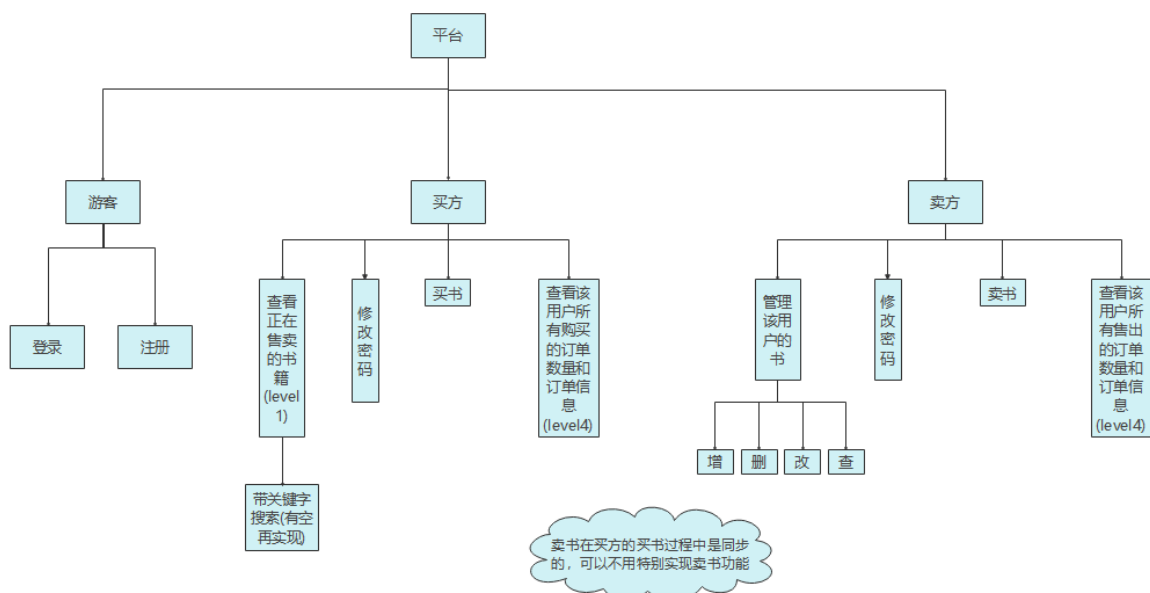 平台
游客
买方
卖方
登录
注册
查看
正在
售卖
的书
籍
(level
1)
带关键字
搜索(有空
再实现)
修
改
密
码
买书
查看该
用户所
有购买
的订单
数量和
订单信
息
(level4)
管理
该用
户的
书
增
删
改
查
修
改
密
码
卖书
查看该
用户所
有售出
的订单
数量和
订单信
息
(level4)
卖书在买方的买书过程中是同步
的，可以不用特别实现卖书功能